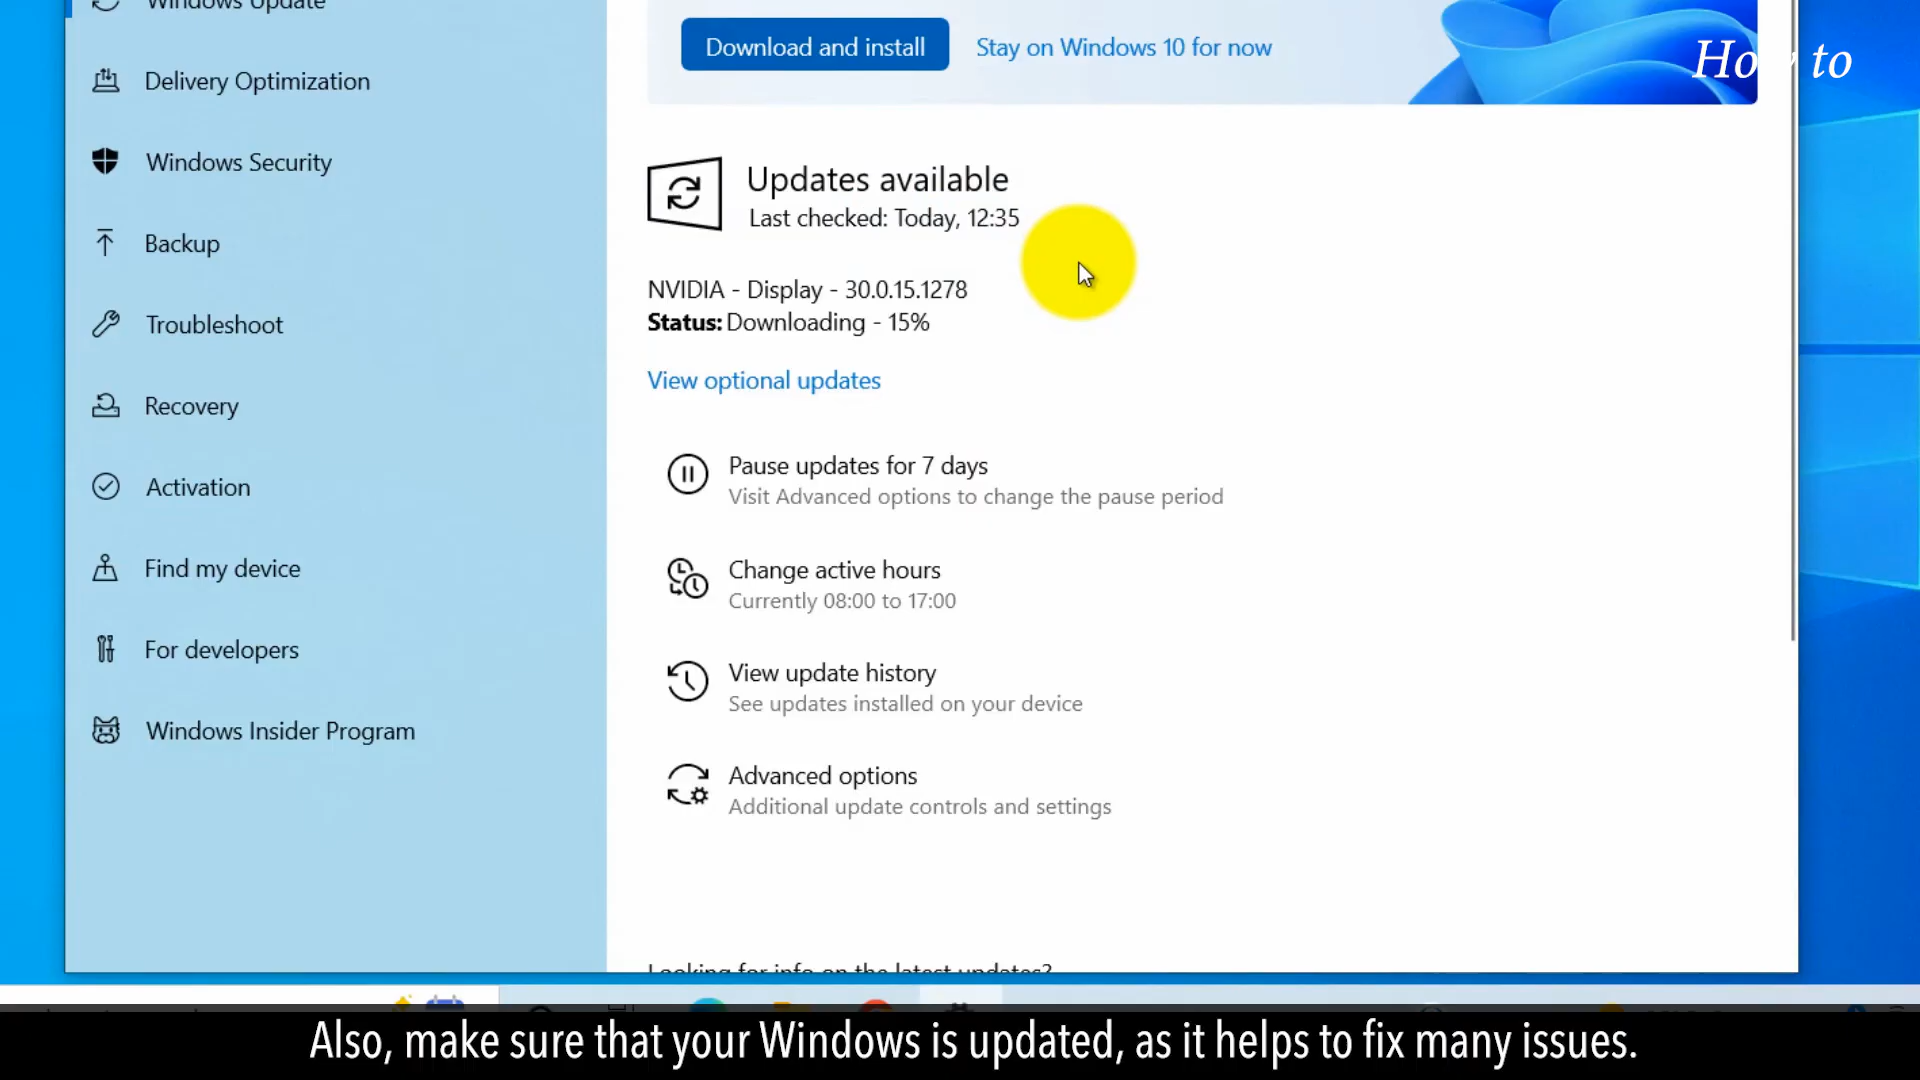 Windows Update
Download and install
Stay on Windows 10 for now
How to
Delivery Optimization
Windows Security
Backup
Troubleshoot
Recovery
Activation
Find my device
For developers
Windows Insider Program
Updates available
Last checked: Today, 12:35
NVIDIA - Display - 30.0.15.1278
Status: Downloading - 15%
View optional updates
Pause updates for 7 days
Visit Advanced options to change the pause period
Change active hours
Currently 08:00 to 17:00
View update history
See updates installed on your device
Advanced options
Additional update controls and settings
Looking for info on the latest updates?
Also, make sure that your Windows is updated, as it helps to fix many issues.